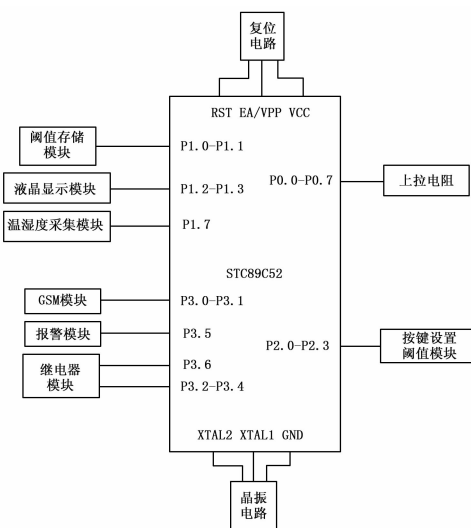 复位
电路
RST EA/VPP VCC
阈值存储
模块
P1.0-P1.1
液晶显示模块
P1.2-P1.3
P0.0-P0.7
上拉电阻
温湿度采集模块
P1.7
STC89C52
GSM模块
P3.0-P3.1
报警模块
P3.5
P2.0-P2.3
按键设置
阈值模块
继电器
模块
P3.6
P3.2-P3.4
XTAL2 XTAL1 GND
晶振
电路